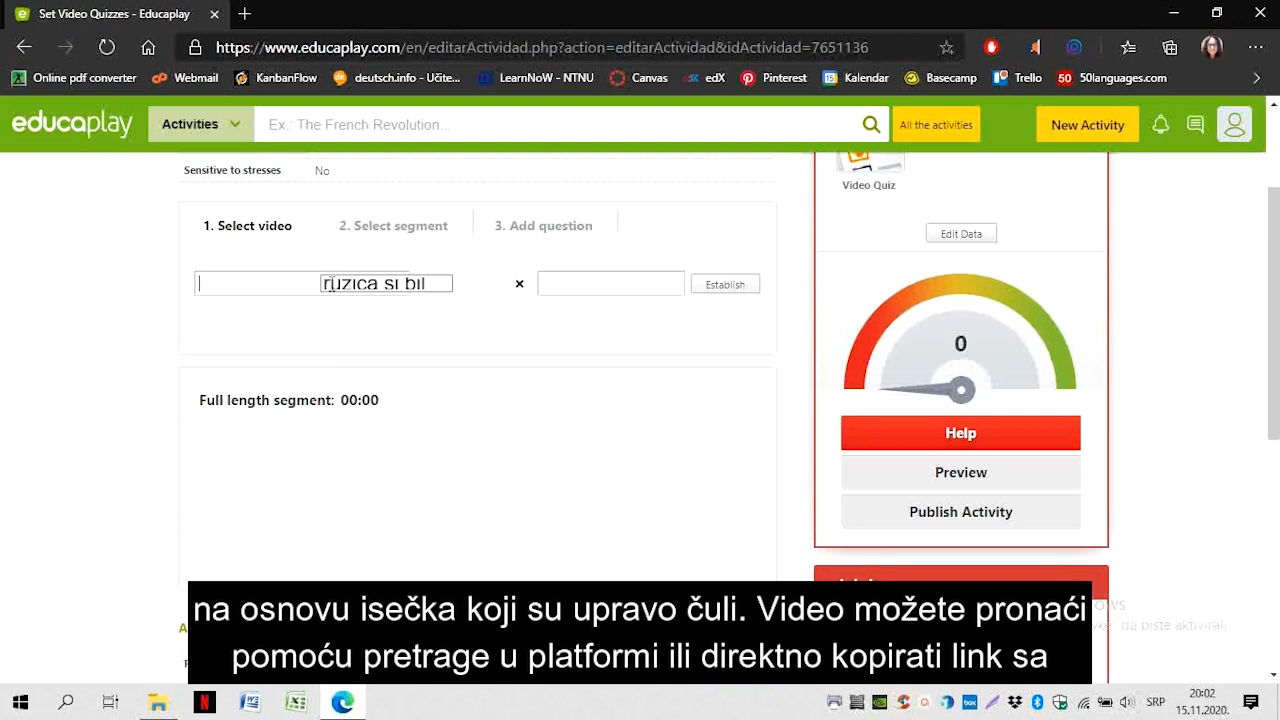 Set Video Quizzes - Set
https://www.educaplay.com/en/editarActividad.php?action=editarActividad&idActividad=7651136
Online pdf converter
Webmail
KanbanFlow
deutsch.info – Učite...
LearnNoW - NTNU
Canvas
edX
Pinterest
Kalendar
Basecamp
Trello
50languages.com
educaplay
Activities
Ex.: The French Revolution...
All the activities
New Activity
Sensitive to stresses
No
Video Quiz
1. Select video
2. Select segment
3. Add question
Edit Data
ruzica si bil
×
Establish
0
Full length segment: 00:00
Help
Preview
Publish Activity
na osnovu isečka koji su upravo čuli. Video možete pronaći
pomoću pretrage u platformi ili direktno kopirati link sa
SRP
20:02
15.11.2020.